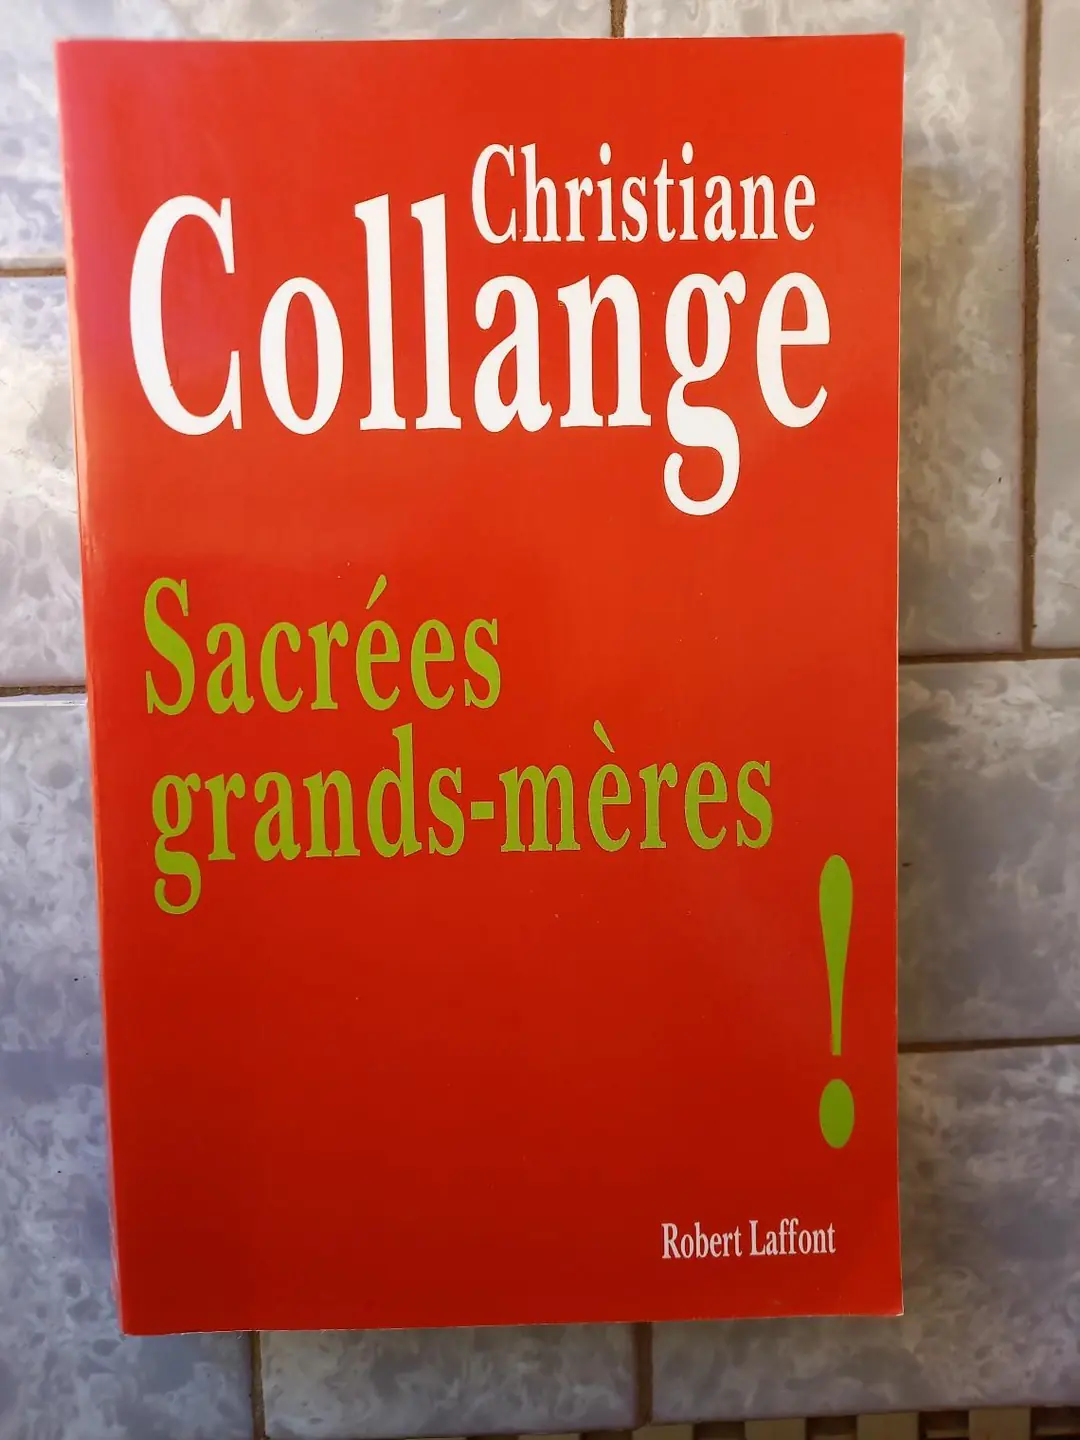 Christiane
Collange
Sacrées
grands-mères
!
Robert Laffont